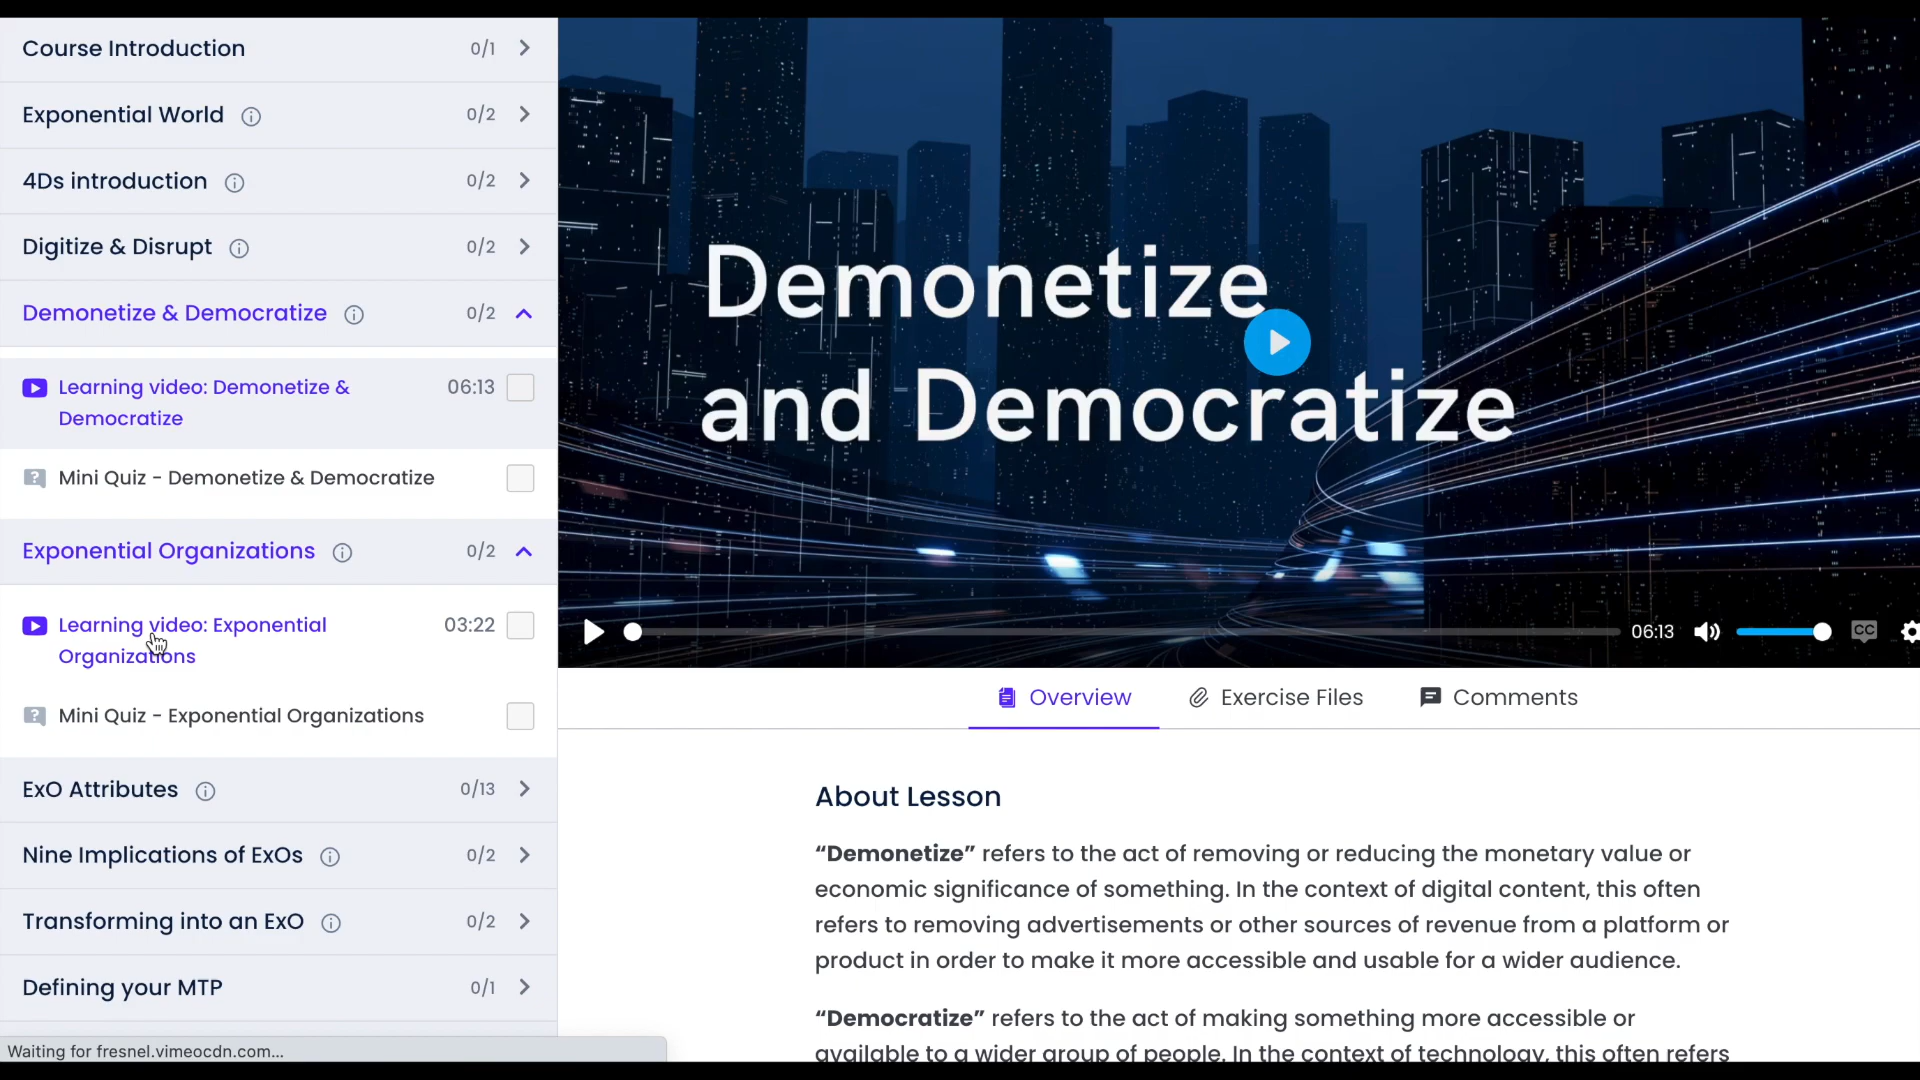 Course Introduction 0/1
Exponential World 0/2
4Ds introduction 0/2
Digitize & Disrupt 0/2
Demonetize & Democratize 0/2
Learning video: Demonetize & 06:13
Democratize
Mini Quiz - Demonetize & Democratize
Exponential Organizations 0/2
Learning video: Exponential 03:22
Organizations
Mini Quiz - Exponential Organizations
ExO Attributes 0/13
Nine Implications of ExOs 0/2
Transforming into an ExO 0/2
Defining your MTP 0/1
Waiting for fresnel.vimeocdn.com...
Demonetize
and Democratize
06:13
CC
Overview
Exercise Files
Comments
About Lesson
“Demonetize” refers to the act of removing or reducing the monetary value or
economic significance of something. In the context of digital content, this often
refers to removing advertisements or other sources of revenue from a platform or
product in order to make it more accessible and usable for a wider audience.
“Democratize” refers to the act of making something more accessible or
available to a wider group of people. In the context of technology, this often refers